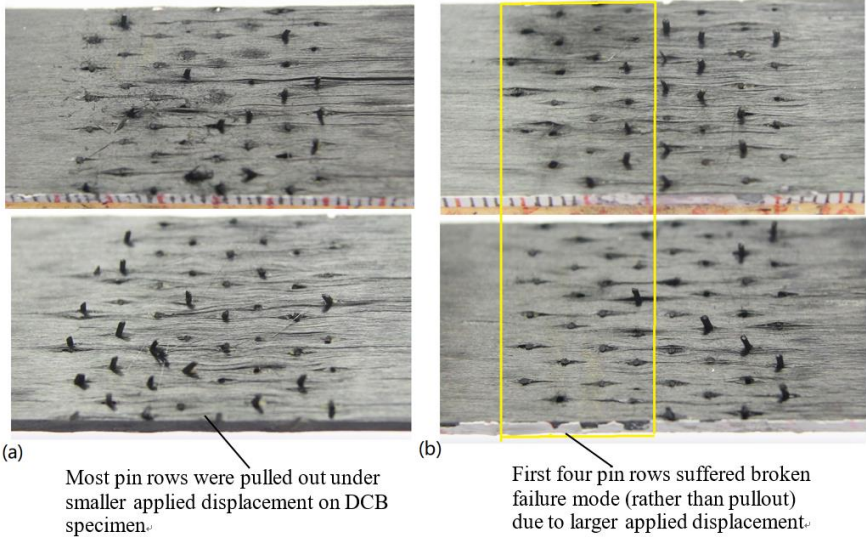 (a)
Most pin rows were pulled out under
smaller applied displacement on DCB
specimen
(b)
First four pin rows suffered broken
failure mode (rather than pullout)
due to larger applied displacement